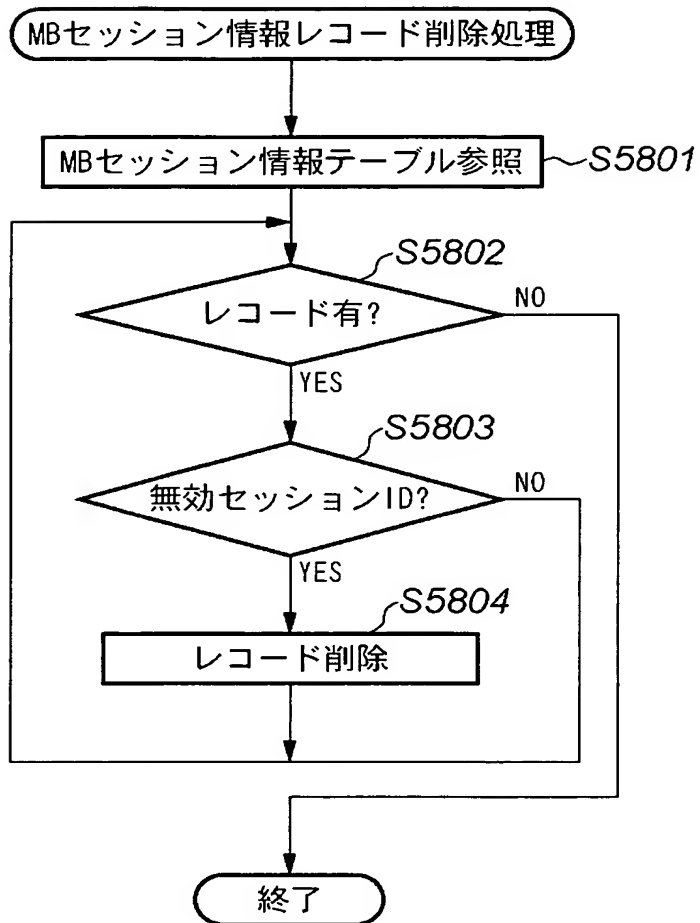 MBセッション情報レコード削除処理
MBセッション情報テーブル参照
S5801
S5802
レコード有?
NO
YES
S5803
無効セッションID?
NO
YES
S5804
レコード削除
終了